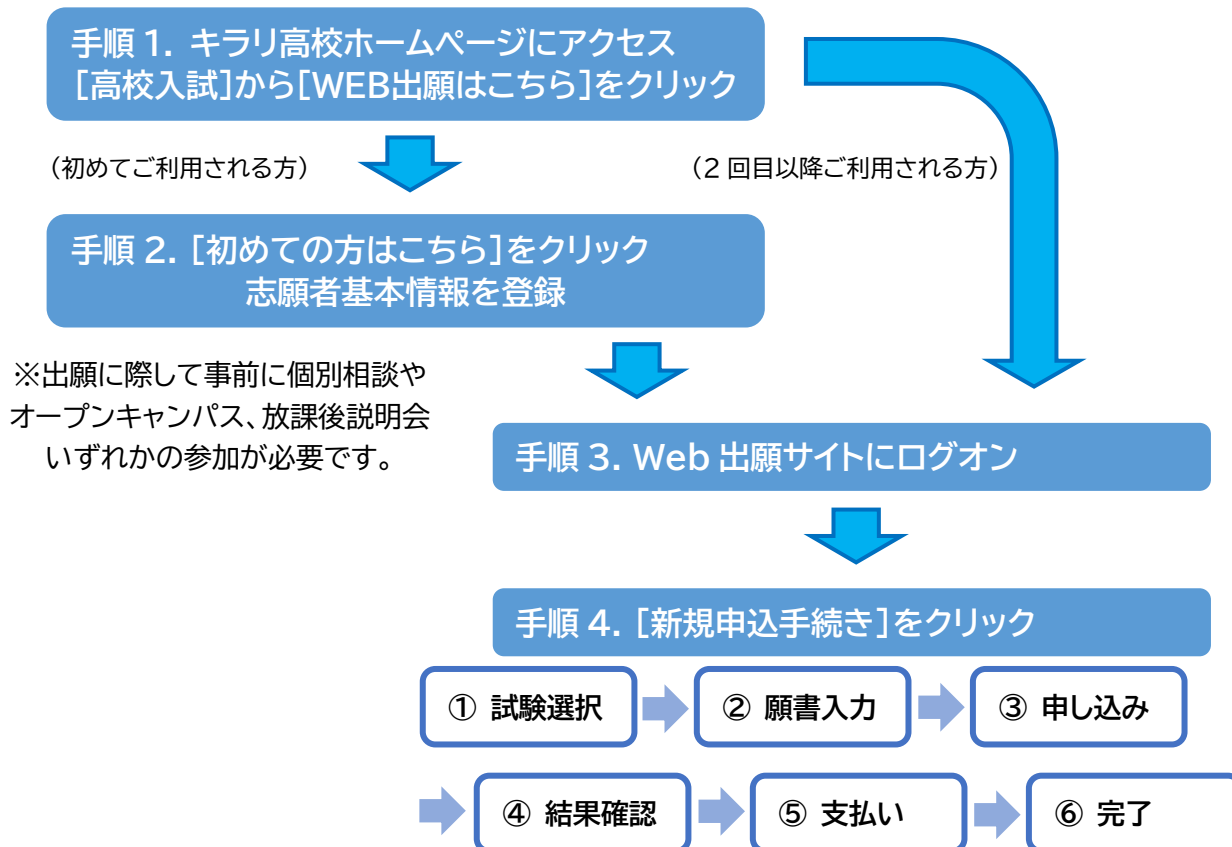 手順 1. キラリ高校ホームページにアクセス
[高校入試]から[WEB出願はこちら]をクリック
（初めてご利用される方）
（2 回目以降ご利用される方）
手順 2. [初めての方はこちら]をクリック
志願者基本情報を登録
※出願に際して事前に個別相談や
オープンキャンパス、放課後説明会
いずれかの参加が必要です。
手順 3. Web 出願サイトにログオン
手順 4. [新規申込手続き]をクリック
① 試験選択
② 願書入力
③ 申し込み
④ 結果確認
⑤ 支払い
⑥ 完了